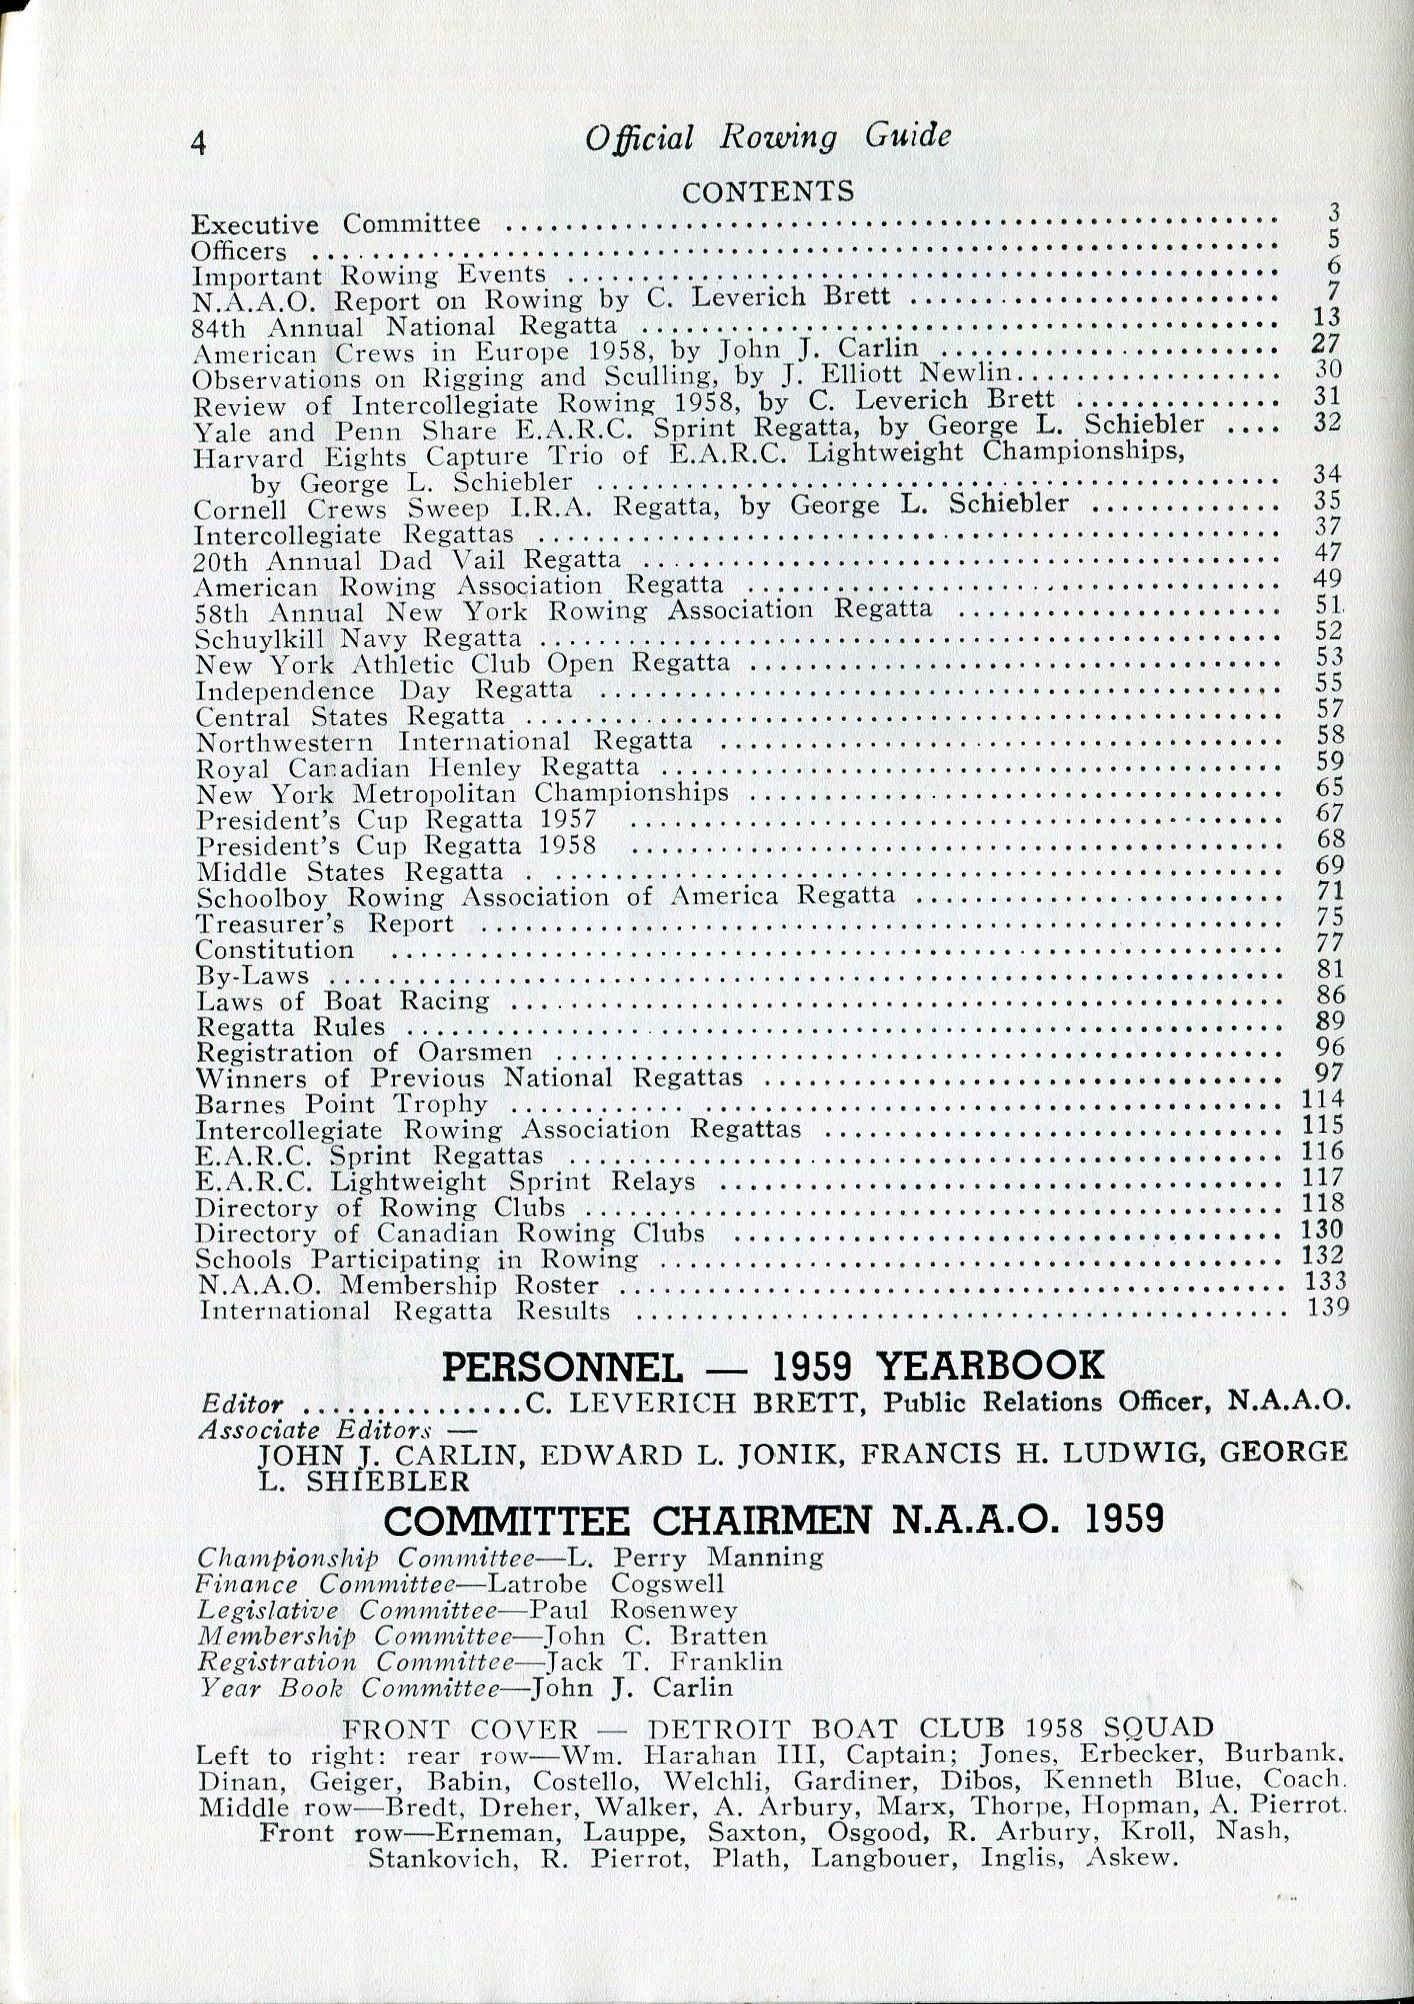 4 Official Rowing Guide
CONTENTS
Executive Committee ........ 3
Officers ........ 5
Important Rowing Events ........ 6
N.A.A.O. Report on Rowing by C. Leverich Brett ........ 7
84th Annual National Regatta ........ 13
American Crews in Europe 1958, by John J. Carlin ........ 27
Observations on Rigging and Sculling, by J. Elliott Newlin ........ 30
Review of Intercollegiate Rowing 1958, by C. Leverich Brett ........ 31
Yale and Penn Share E.A.R.C. Sprint Regatta, by George L. Schiebler .... 32
Harvard Eights Capture Trio of E.A.R.C. Lightweight Championships,
by George L. Schiebler ........ 34
Cornell Crews Sweep I.R.A. Regatta, by George L. Schiebler ........ 35
Intercollegiate Regattas ........ 37
20th Annual Dad Vail Regatta ........ 47
American Rowing Association Regatta ........ 49
58th Annual New York Rowing Association Regatta ........ 51
Schuylkill Navy Regatta ........ 52
New York Athletic Club Open Regatta ........ 53
Independence Day Regatta ........ 55
Central States Regatta ........ 57
Northwestern International Regatta ........ 58
Royal Canadian Henley Regatta ........ 59
New York Metropolitan Championships ........ 65
President's Cup Regatta 1957 ........ 67
President's Cup Regatta 1958 ........ 68
Middle States Regatta ........ 69
Schoolboy Rowing Association of America Regatta ........ 71
Treasurer's Report ........ 75
Constitution ........ 77
By-Laws ........ 81
Laws of Boat Racing ........ 86
Regatta Rules ........ 89
Registration of Oarsmen ........ 96
Winners of Previous National Regattas ........ 97
Barnes Point Trophy ........ 114
Intercollegiate Rowing Association Regattas ........ 115
E.A.R.C. Sprint Regattas ........ 116
E.A.R.C. Lightweight Sprint Relays ........ 117
Directory of Rowing Clubs ........ 118
Directory of Canadian Rowing Clubs ........ 130
Schools Participating in Rowing ........ 132
N.A.A.O. Membership Roster ........ 133
International Regatta Results ........ 139
PERSONNEL — 1959 YEARBOOK
Editor ...............C. LEVERICH BRETT, Public Relations Officer, N.A.A.O.
Associate Editors —
JOHN J. CARLIN, EDWARD L. JONIK, FRANCIS H. LUDWIG, GEORGE
L. SHIEBLER
COMMITTEE CHAIRMEN N.A.A.O. 1959
Championship Committee—L. Perry Manning
Finance Committee—Latrobe Cogswell
Legislative Committee—Paul Rosenwey
Membership Committee—John C. Bratten
Registration Committee—Jack T. Franklin
Year Book Committee—John J. Carlin
FRONT COVER — DETROIT BOAT CLUB 1958 SQUAD
Left to right: rear row—Wm. Harahan III, Captain; Jones, Erbecker, Burbank,
Dinan, Geiger, Babin, Costello, Welchli, Gardiner, Dibos, Kenneth Blue, Coach.
Middle row—Bredt, Dreher, Walker, A. Arbury, Marx, Thorpe, Hopman, A. Pierrot.
Front row—Erneman, Lauppe, Saxton, Osgood, R. Arbury, Kroll, Nash,
Stankovich, R. Pierrot, Plath, Langbouer, Inglis, Askew.